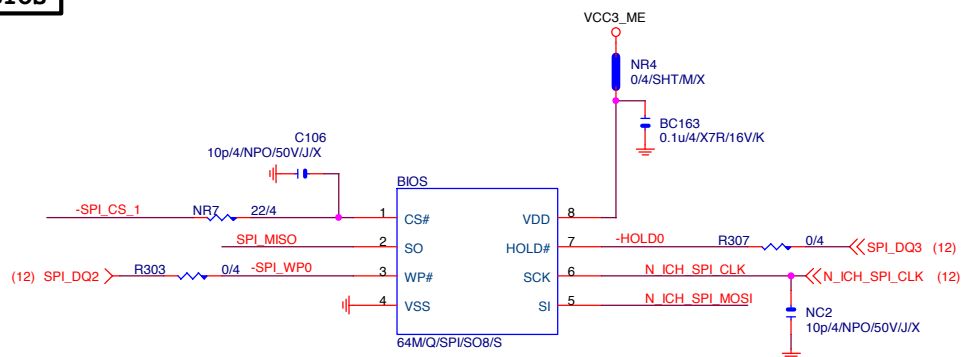 VCC3_ME
NR4
0/4/SHT/M/X
BC163
0.1u/4/X7R/16V/K
C106
10p/4/NPO/50V/J/X
BIOS
-SPI_CS_1 NR7 22/4 1 CS# VDD 8
SPI_MISO 2 SO HOLD# 7 -HOLD0 R307 0/4 SPI_DQ3 (12)
(12) SPI_DQ2 R303 0/4 -SPI_WP0 3 WP# SCK 6 N_ICH_SPI_CLK N_ICH_SPI_CLK (12)
4 VSS SI 5 N_ICH_SPI_MOSI
NC2
10p/4/NPO/50V/J/X
64M/Q/SPI/SO8/S